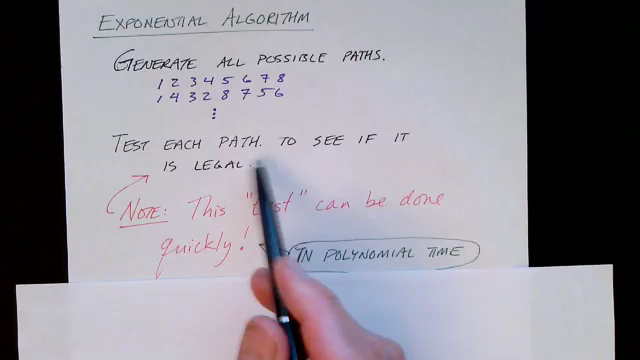 EXPONENTIAL ALGORITHM
GENERATE ALL POSSIBLE PATHS.
1 2 3 4 5 6 7 8
1 4 3 2 8 7 5 6
⋮
TEST EACH PATH. TO SEE IF IT
IS LEGAL.
NOTE: This "test" can be done
quickly!
IN POLYNOMIAL TIME